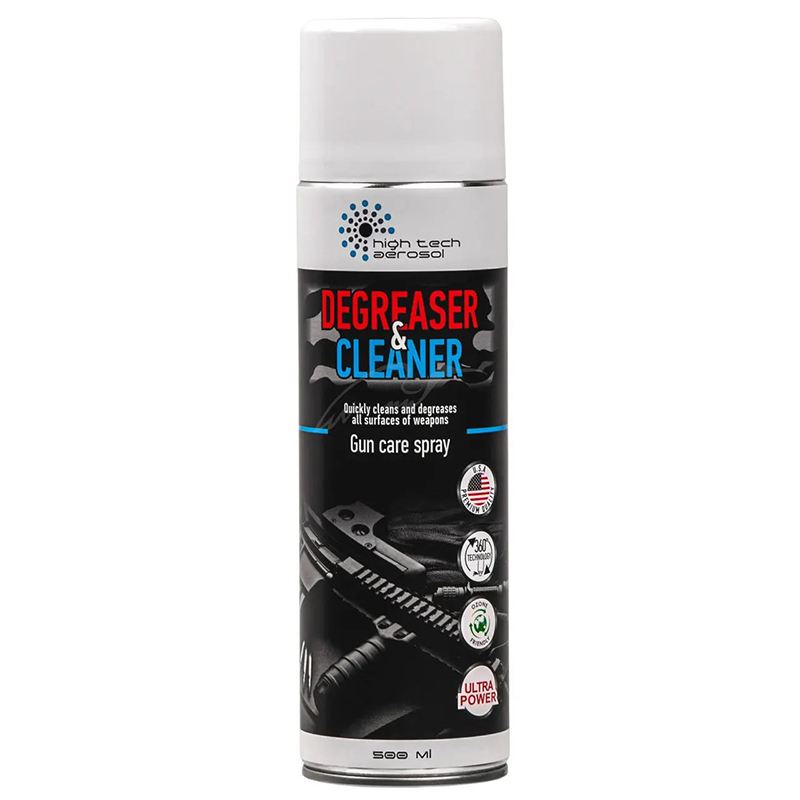 high tech
aerosol
DEGREASER
&
CLEANER
Quickly cleans and degreases
all surfaces of weapons
Gun care spray
U.S.A
PREMIUM QUALITY
360°
TECHNOLOGY
OZONE
FRIENDLY
ULTRA
POWER
500 Ml